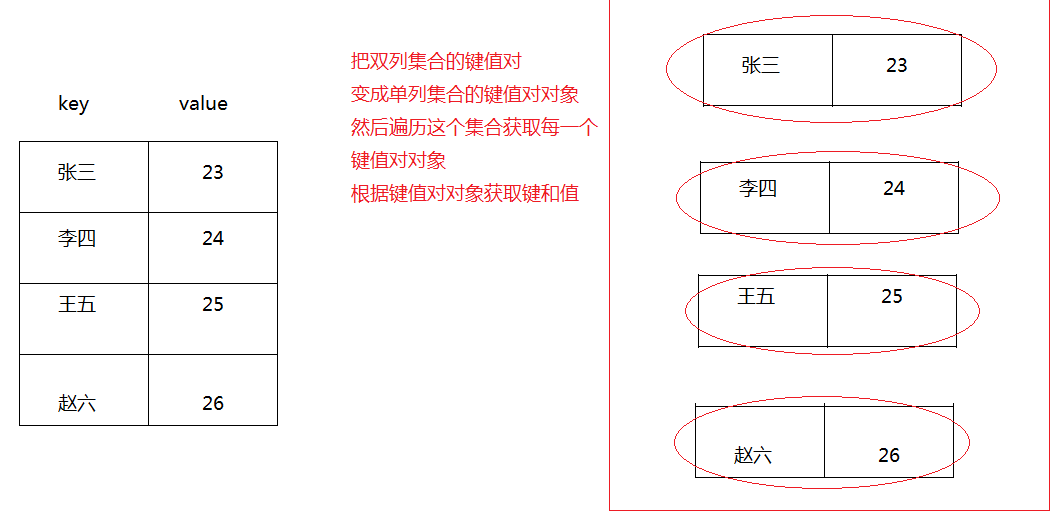 key value
张三 23
李四 24
王五 25
赵六 26
把双列集合的键值对
变成单列集合的键值对对象
然后遍历这个集合获取每一个
键值对对象
根据键值对对象获取键和值
张三 23
李四 24
王五 25
赵六 26